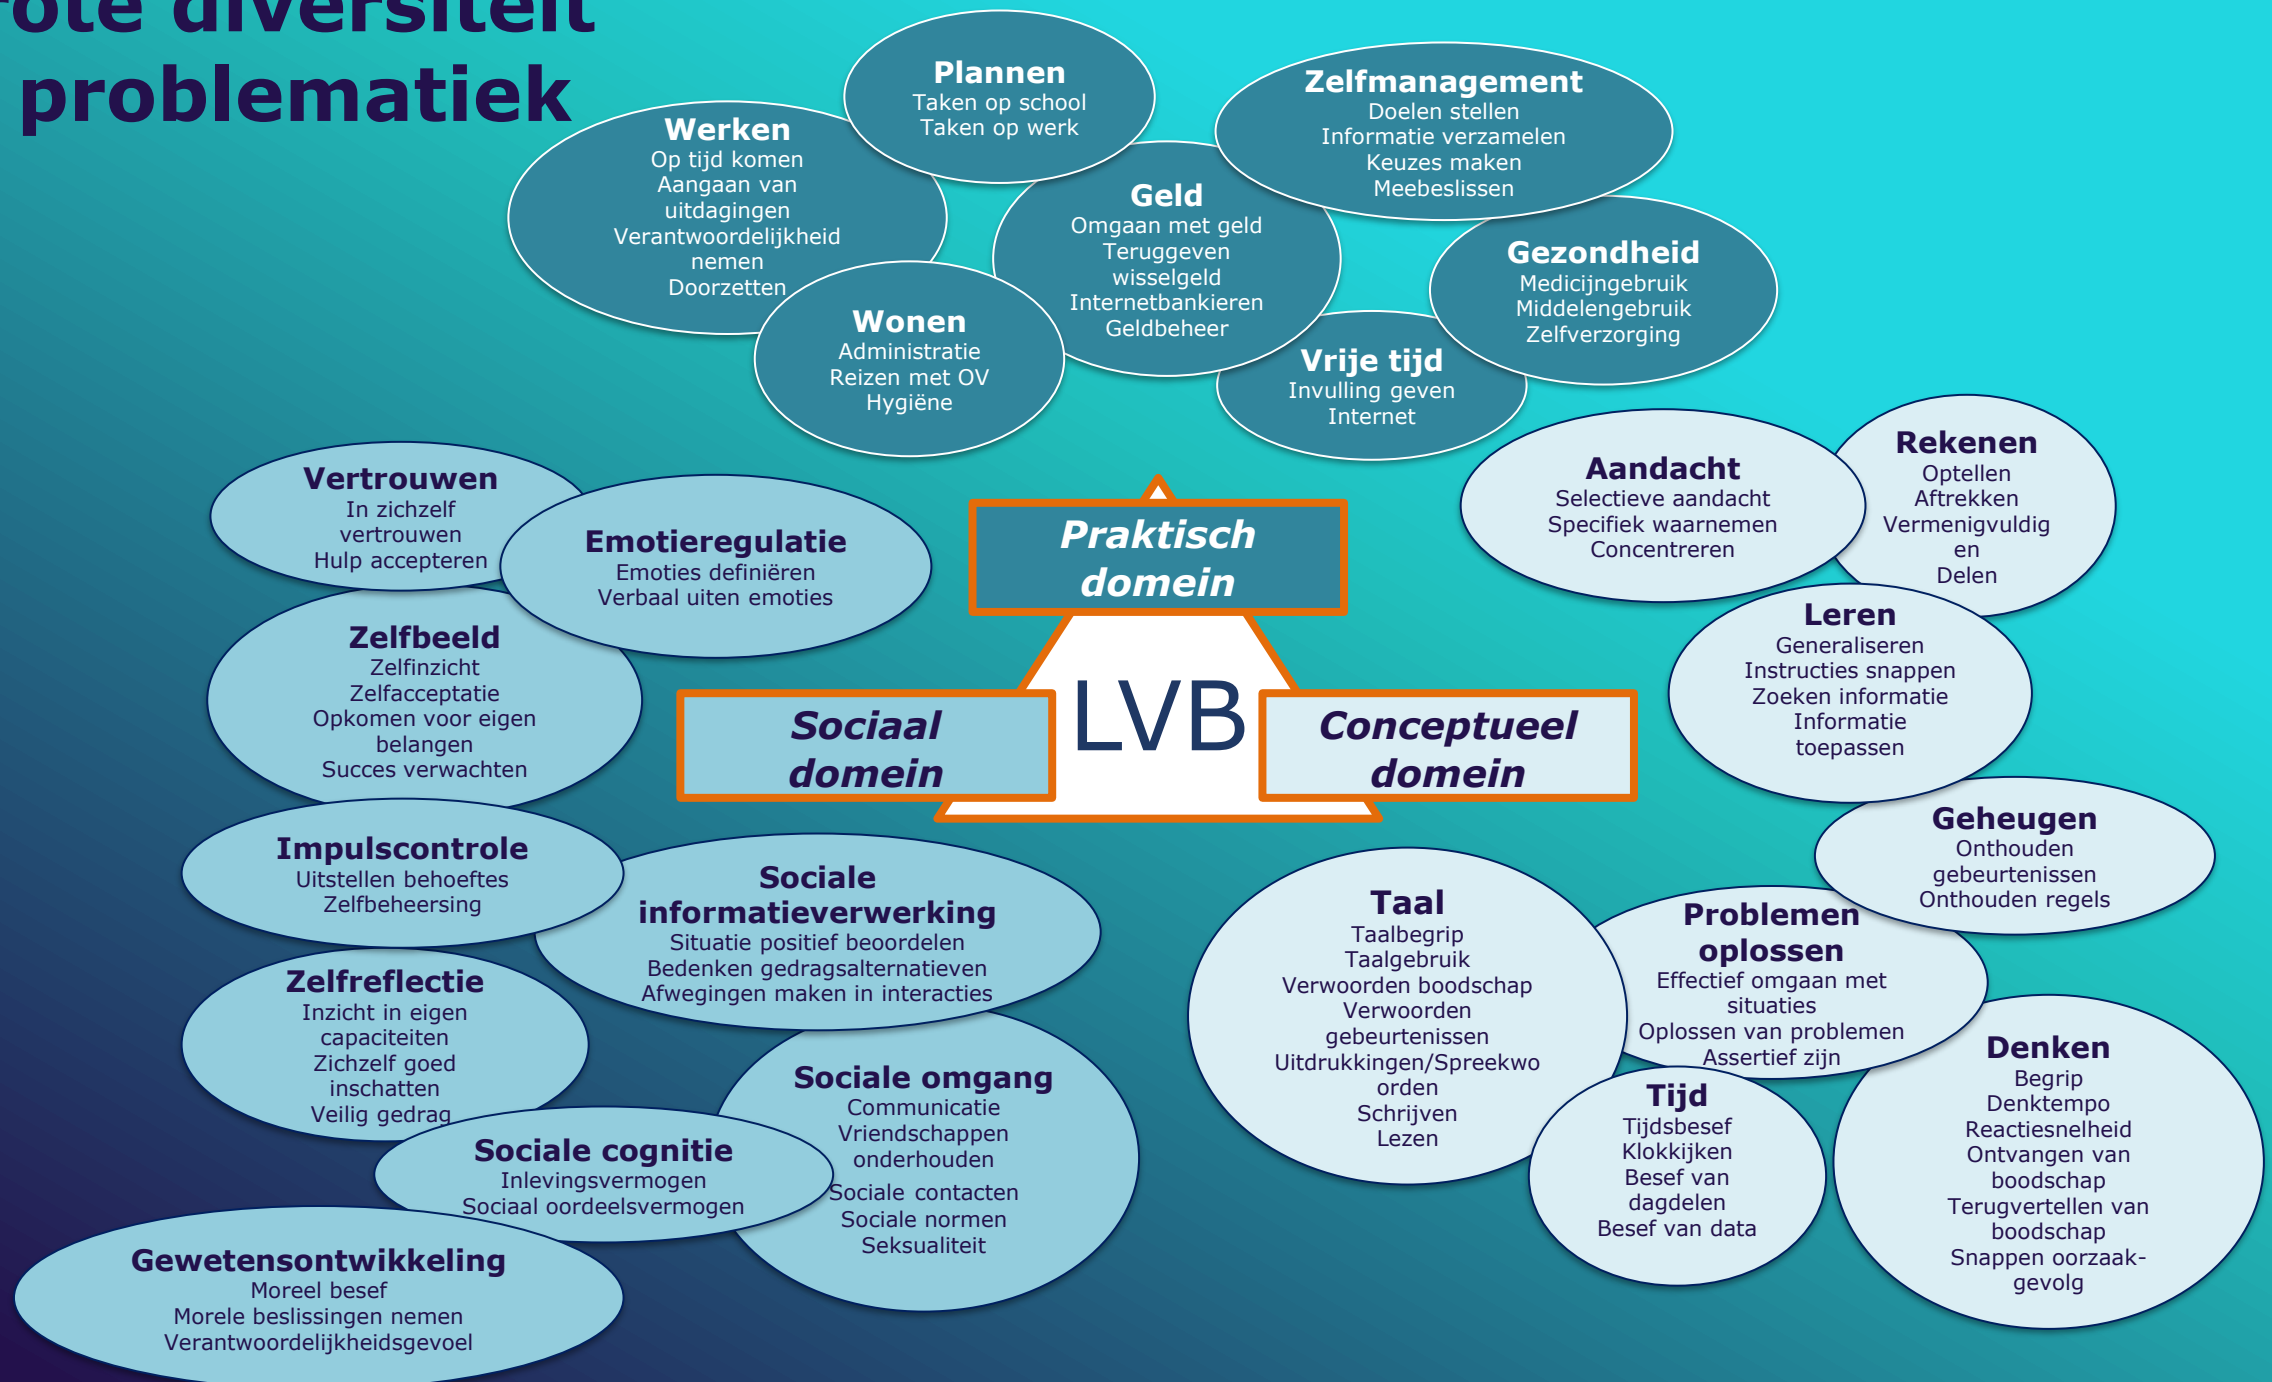 rote diversiteit
problematiek
Plannen
Taken op school
Taken op werk
Zelfmanagement
Doelen stellen
Informatie verzamelen
Keuzes maken
Meebeslissen
Werken
Op tijd komen
Aangaan van
uitdagingen
Verantwoordelijkheid
nemen
Doorzetten
Geld
Omgaan met geld
Teruggeven
wisselgeld
Internetbankieren
Geldbeheer
Gezondheid
Medicijngebruik
Middelengebruik
Zelfverzorging
Wonen
Administratie
Reizen met OV
Hygiëne
Vrije tijd
Invulling geven
Internet
Vertrouwen
In zichzelf
vertrouwen
Hulp accepteren
Emotieregulatie
Emoties definiëren
Verbaal uiten emoties
Praktisch
domein
Aandacht
Selectieve aandacht
Specifiek waarnemen
Concentreren
Rekenen
Optellen
Aftrekken
Vermenigvuldig
en
Delen
Zelfbeeld
Zelfinzicht
Zelfacceptatie
Opkomen voor eigen
belangen
Succes verwachten
Sociaal
domein
LVB
Conceptueel
domein
Leren
Generaliseren
Instructies snappen
Zoeken informatie
Informatie
toepassen
Impulscontrole
Uitstellen behoeftes
Zelfbeheersing
Sociale
informatieverwerking
Situatie positief beoordelen
Bedenken gedragsalternatieven
Afwegingen maken in interacties
Taal
Taalbegrip
Taalgebruik
Verwoorden boodschap
Verwoorden
gebeurtenissen
Uitdrukkingen/Spreekwo
orden
Schrijven
Lezen
Geheugen
Onthouden
gebeurtenissen
Onthouden regels
Problemen
oplossen
Effectief omgaan met
situaties
Oplossen van problemen
Assertief zijn
Zelfreflectie
Inzicht in eigen
capaciteiten
Zichzelf goed
inschatten
Veilig gedrag
Sociale omgang
Communicatie
Vriendschappen
onderhouden
Sociale contacten
Sociale normen
Seksualiteit
Tijd
Tijdsbesef
Klokkijken
Besef van
dagdelen
Besef van data
Denken
Begrip
Denktempo
Reactiesnelheid
Ontvangen van
boodschap
Terugvertellen van
boodschap
Snappen oorzaak-
gevolg
Sociale cognitie
Inlevingsvermogen
Sociaal oordeelsvermogen
Gewetensontwikkeling
Moreel besef
Morele beslissingen nemen
Verantwoordelijkheidsgevoel